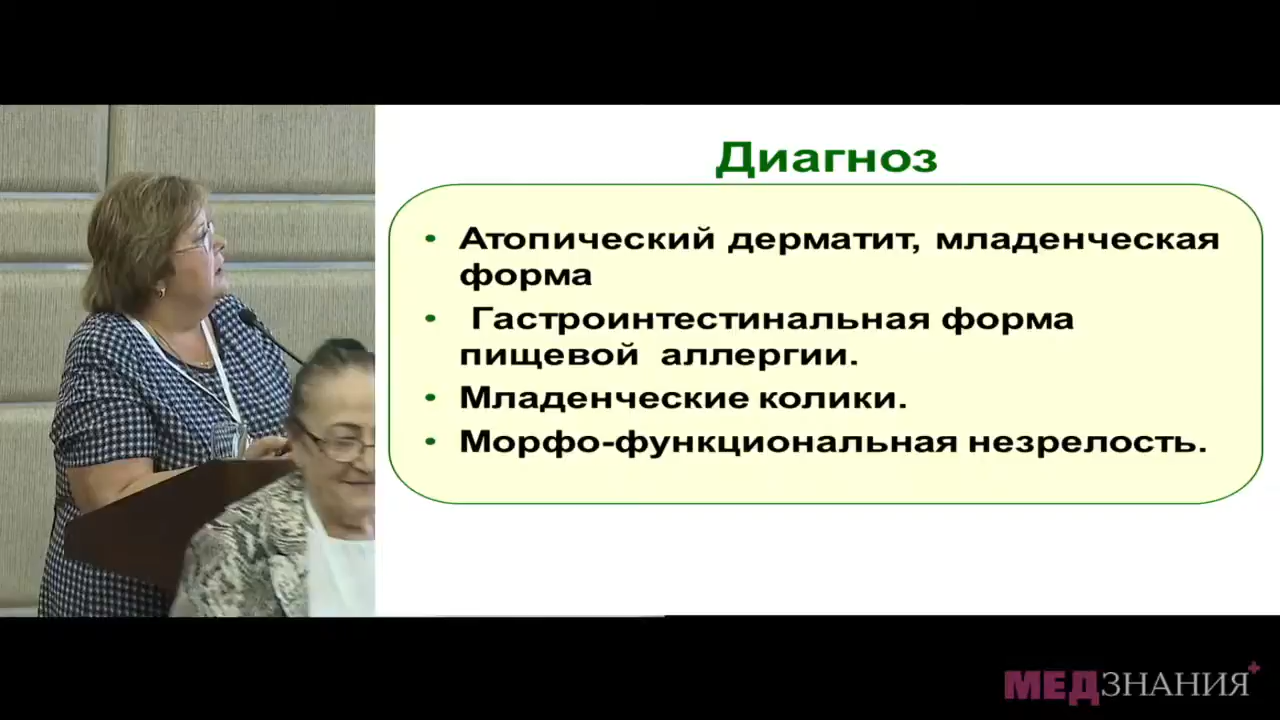 Диагноз
• Атопический дерматит, младенческая
форма
• Гастроинтестинальная форма
пищевой аллергии.
• Младенческие колики.
• Морфо-функциональная незрелость.
МЕДЗНАНИЯ+